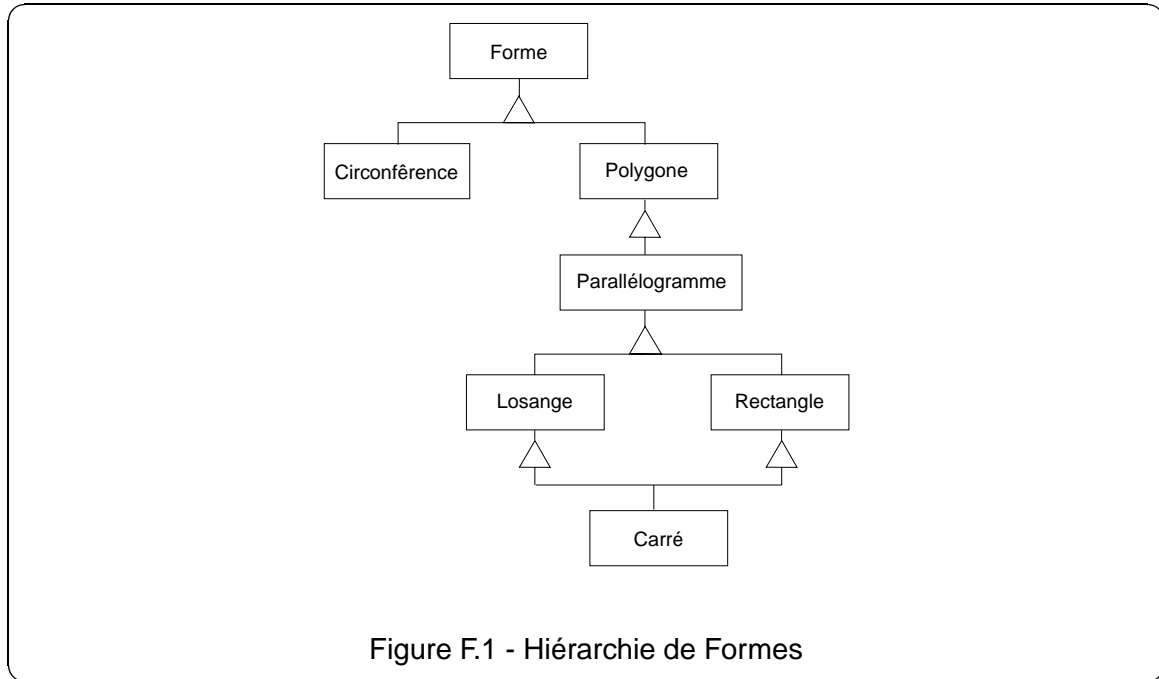 Forme
Circonfêrence
Polygone
Parallélogramme
Losange
Rectangle
Carré
Figure F.1 - Hiérarchie de Formes